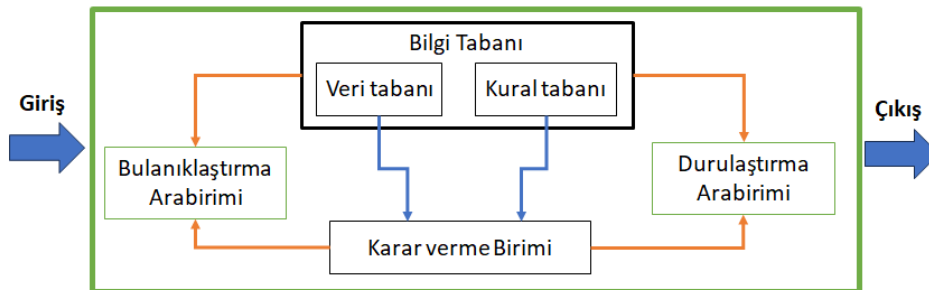 Bilgi Tabanı
Veri tabanı
Kural tabanı
Giriş
Çıkış
Bulanıklaştırma
Arabirimi
Durulaştırma
Arabirimi
Karar verme Birimi